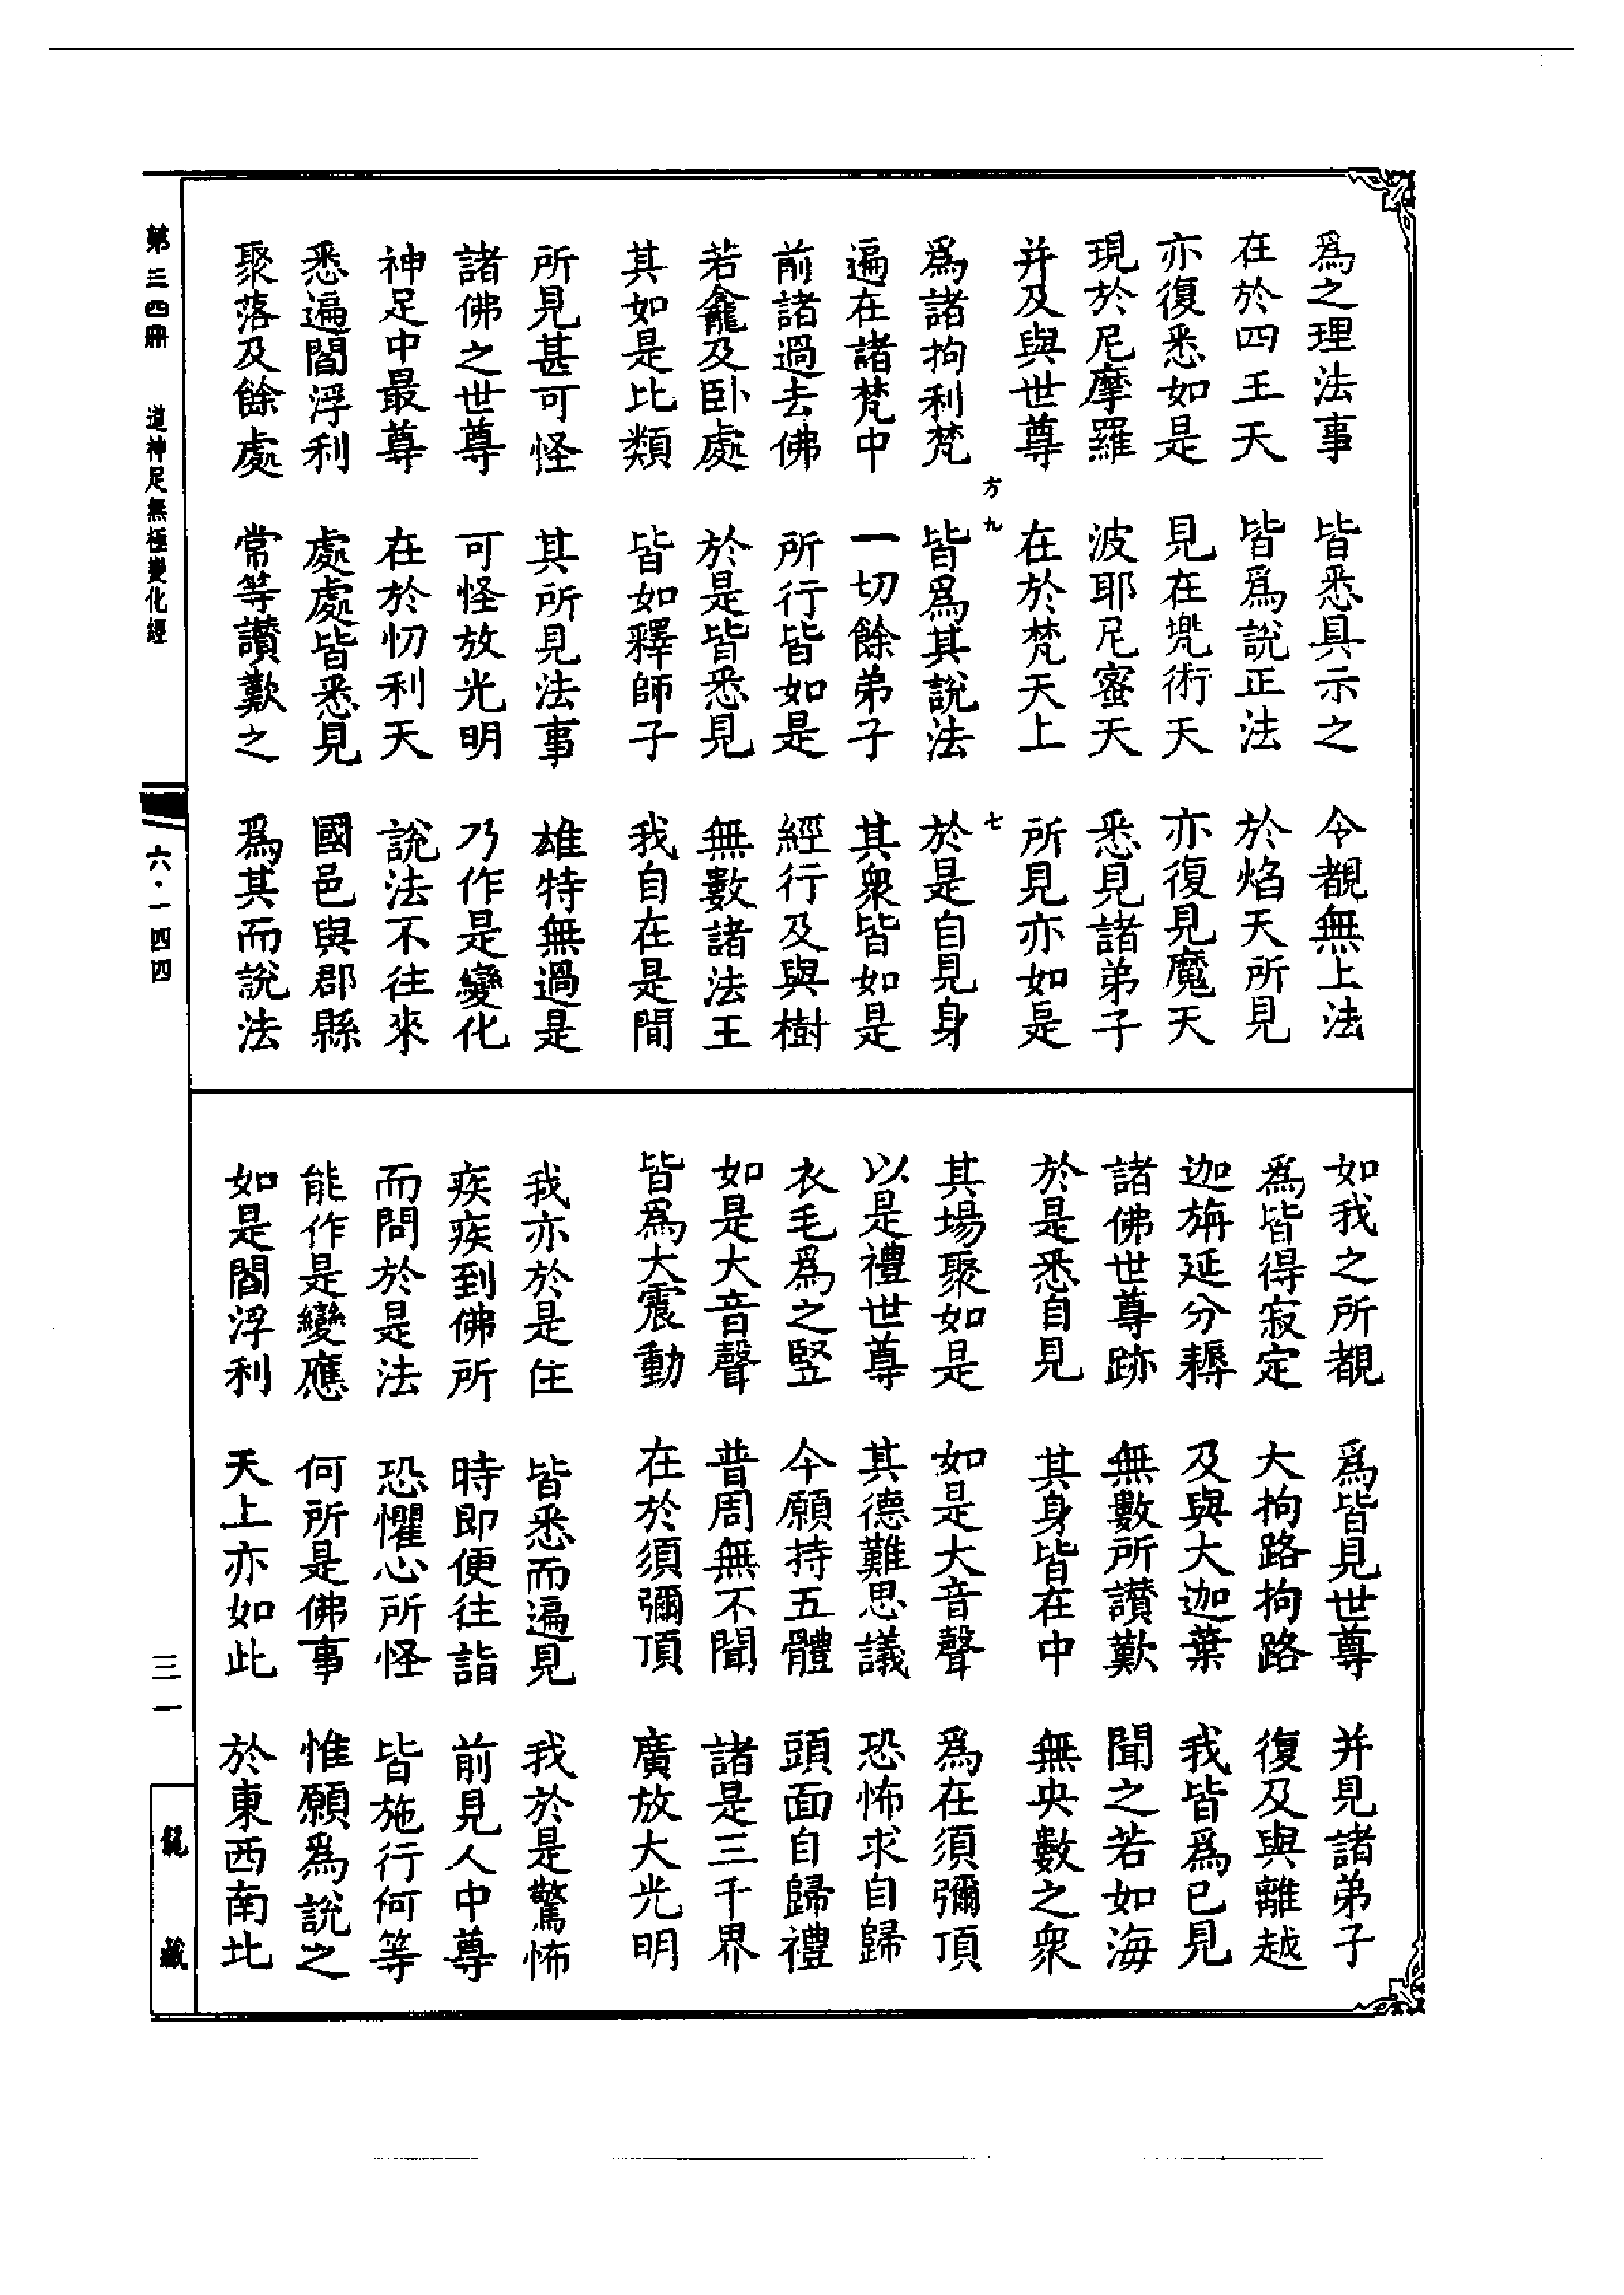 爲之理法事　皆悉具示之　令覩無上法
在於四王天　皆爲說正法　於焰天所見
亦復悉如是　見在兜術天　亦復見魔天
現於尼摩羅　波耶尼蜜天　悉見諸弟子
并及與世尊　在於梵天上　所見亦如是
方九　七
爲諸拘利梵　皆爲其說法　於是自見身
遍在諸梵中　一切餘弟子　其衆皆如是
前諸過去佛　所行皆如是　經行及與樹
若龕及卧處　於是皆悉見　無數諸法王
其如是比類　皆如釋師子　我自在是間
所見甚可怪　其所見法事　雄特無過是
諸佛之世尊　可怪放光明　乃作是變化
神足中最尊　在於忉利天　說法不往來
悉遍閻浮利　處處皆悉見　國邑與郡縣
聚落及餘處　常等讚歎之　爲其而說法
如我之所覩　爲皆見世尊　并見諸弟子
爲皆得寂定　大拘路拘路　復及與離越
迦旃延分耨　及與大迦葉　我皆爲已見
諸佛世尊跡　無數所讚歎　聞之若如海
於是悉自見　其身皆在中　無央數之衆
其場聚如是　如是大音聲　爲在須彌頂
以是禮世尊　其德難思議　恐怖求自歸
衣毛爲之竪　今願持五體　頭面自歸禮
如是大音聲　普周無不聞　諸是三千界
皆爲大震動　在於須彌頂　廣放大光明
我亦於是住　皆悉而遍見　我於是驚怖
疾疾到佛所　時即便往詣　前見人中尊
而問於是法　恐懼心所怪　皆施行何等
能作是變應　何所是佛事　惟願爲說之
如是閻浮利　天上亦如此　於東西南北
第三四冊　道神足無極變化經　六·一四四　三一　龍藏